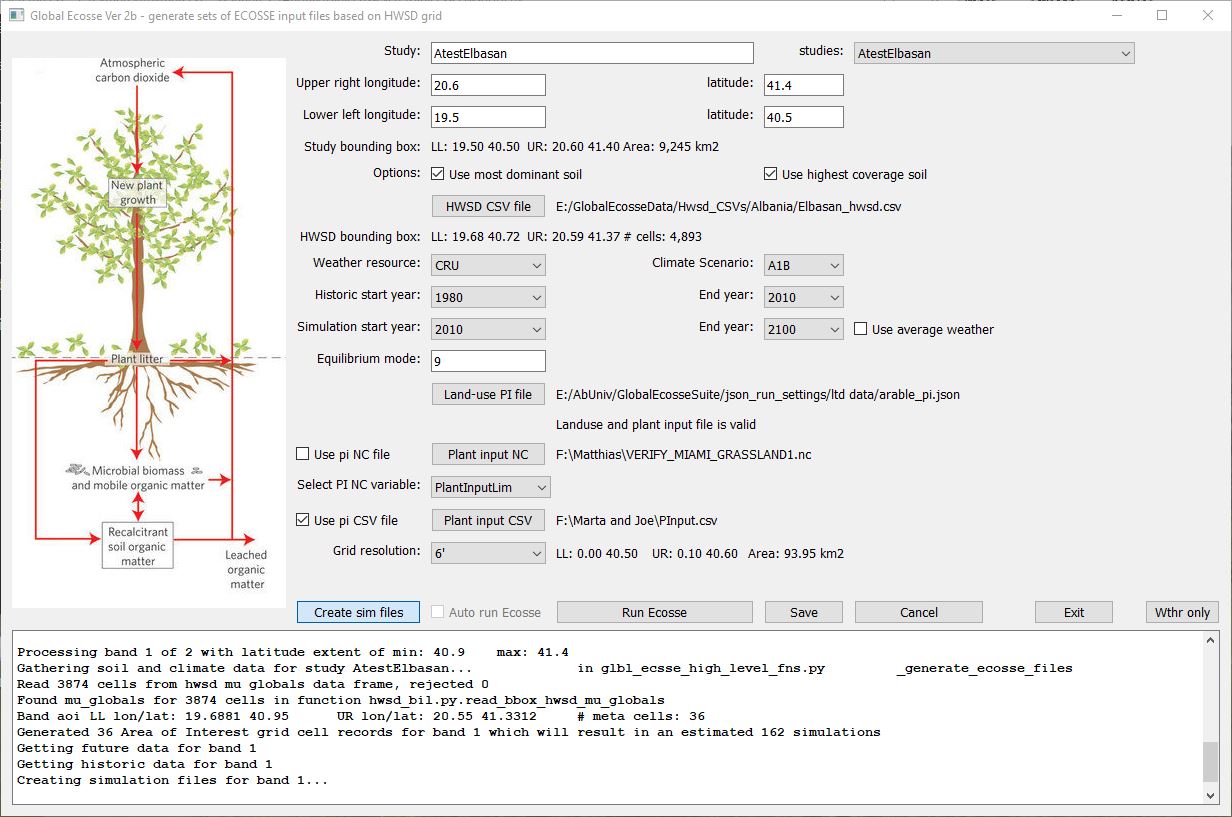 Global Ecosse Ver 2b - generate sets of ECOSSE input files based on HWSD grid
Atmospheric
carbon dioxide
New plant
growth
Plant litter
Microbial biomass
and mobile organic matter
Recalcitrant
soil organic
matter
Leached
organic
matter
Study: AtestElbasan studies: AtestElbasan
Upper right longitude: 20.6 latitude: 41.4
Lower left longitude: 19.5 latitude: 40.5
Study bounding box: LL: 19.50 40.50 UR: 20.60 41.40 Area: 9,245 km2
Options: Use most dominant soil Use highest coverage soil
HWSD CSV file E:/GlobalEcosseData/Hwsd_CSVs/Albania/Elbasan_hwsd.csv
HWSD bounding box: LL: 19.68 40.72 UR: 20.59 41.37 # cells: 4,893
Weather resource: CRU Climate Scenario: A1B
Historic start year: 1980 End year: 2010
Simulation start year: 2010 End year: 2100 Use average weather
Equilibrium mode: 9
Land-use PI file E:/AbUniv/GlobalEcosseSuite/json_run_settings/ltd data/arable_pi.json
Landuse and plant input file is valid
Use pi NC file Plant input NC F:\Matthias\VERIFY_MIAMI_GRASSLAND1.nc
Select PI NC variable: PlantInputLim
Use pi CSV file Plant input CSV F:\Marta and Joe\PInput.csv
Grid resolution: 6' LL: 0.00 40.50 UR: 0.10 40.60 Area: 93.95 km2
Create sim files Auto run Ecosse Run Ecosse Save Cancel Exit Wthr only
Processing band 1 of 2 with latitude extent of min: 40.9 max: 41.4
Gathering soil and climate data for study AtestElbasan... in glbl_ecsse_high_level_fns.py _generate_ecosse_files
Read 3874 cells from hwsd mu globals data frame, rejected 0
Found mu_globals for 3874 cells in function hwsd_bil.py.read_bbox_hwsd_mu_globals
Band aoi LL lon/lat: 19.6881 40.95 UR lon/lat: 20.55 41.3312 # meta cells: 36
Generated 36 Area of Interest grid cell records for band 1 which will result in an estimated 162 simulations
Getting future data for band 1
Getting historic data for band 1
Creating simulation files for band 1...